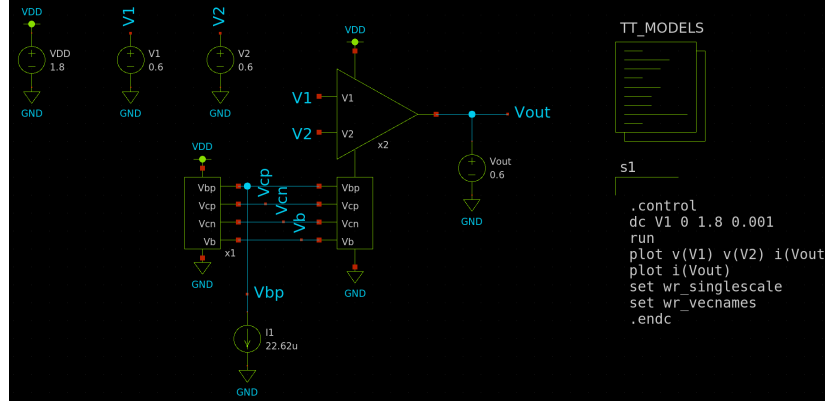 VDD
VDD
1.8
GND
V1
V1
0.6
GND
V2
V2
0.6
GND
VDD
V1
V1
V2
V2
x2
Vout
Vout
0.6
GND
TT_MODELS
VDD
Vbp
Vcp
Vcn
Vb
x1
GND
Vcp
Vcn
Vb
Vbp
Vcp
Vcn
Vb
GND
Vbp
I1
22.62u
GND
s1
.control
dc V1 0 1.8 0.001
run
plot v(V1) v(V2) i(Vout
plot i(Vout)
set wr_singlescale
set wr_vecnames
.endc